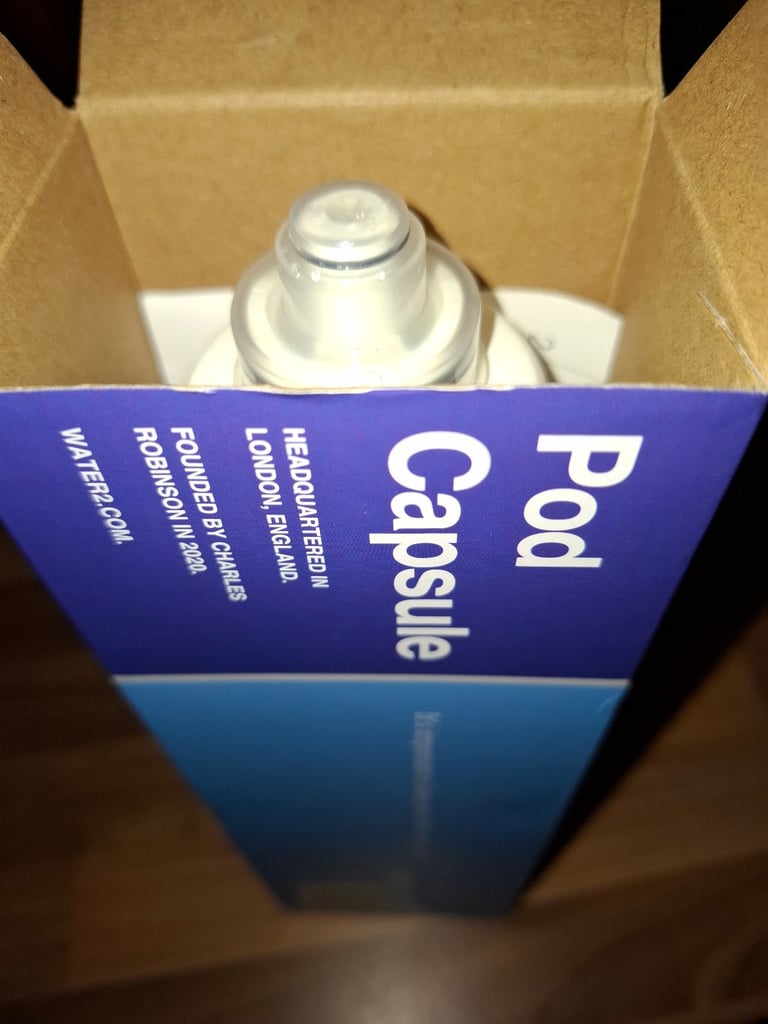 Pod
Capsule
HEADQUARTERED IN
LONDON, ENGLAND.
FOUNDED BY CHARLES
ROBINSON IN 2020.
WATER2.COM.